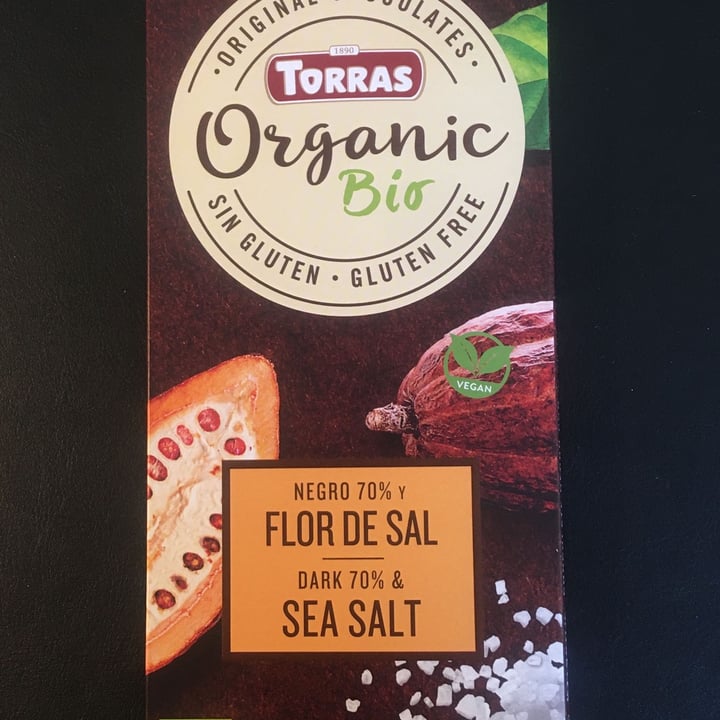 ORIGINAL CHOCOLATES
1890
TORRAS
Organic
Bio
SIN GLUTEN · GLUTEN FREE
VEGAN
NEGRO 70% Y
FLOR DE SAL
DARK 70% &
SEA SALT